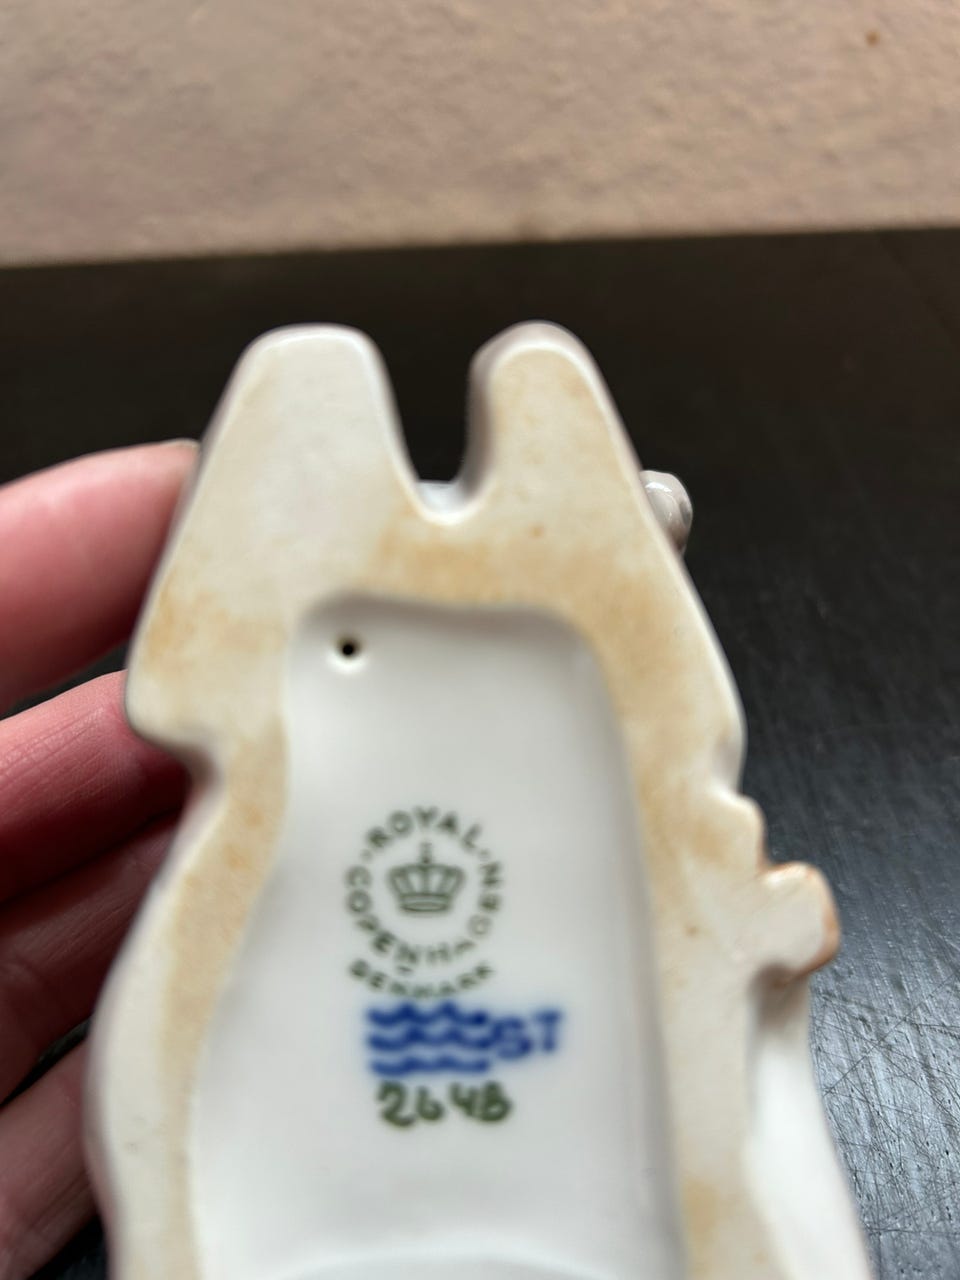 ROYAL
COPENHAGEN
DENMARK
ST
2648